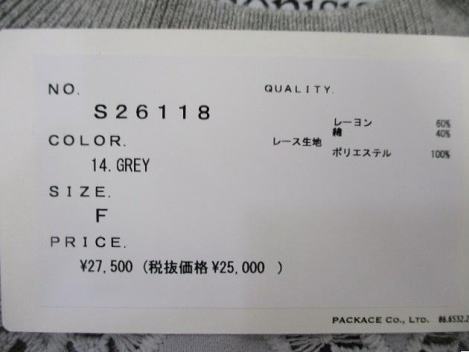 NO.
S26118
COLOR.
14. GREY
SIZE.
F
PRICE.
¥27,500 (税抜価格 ¥25,000 )
QUALITY.
レーヨン 60%
綿 40%
レース生地
ポリエステル 100%
PACKACE CO., LTD.